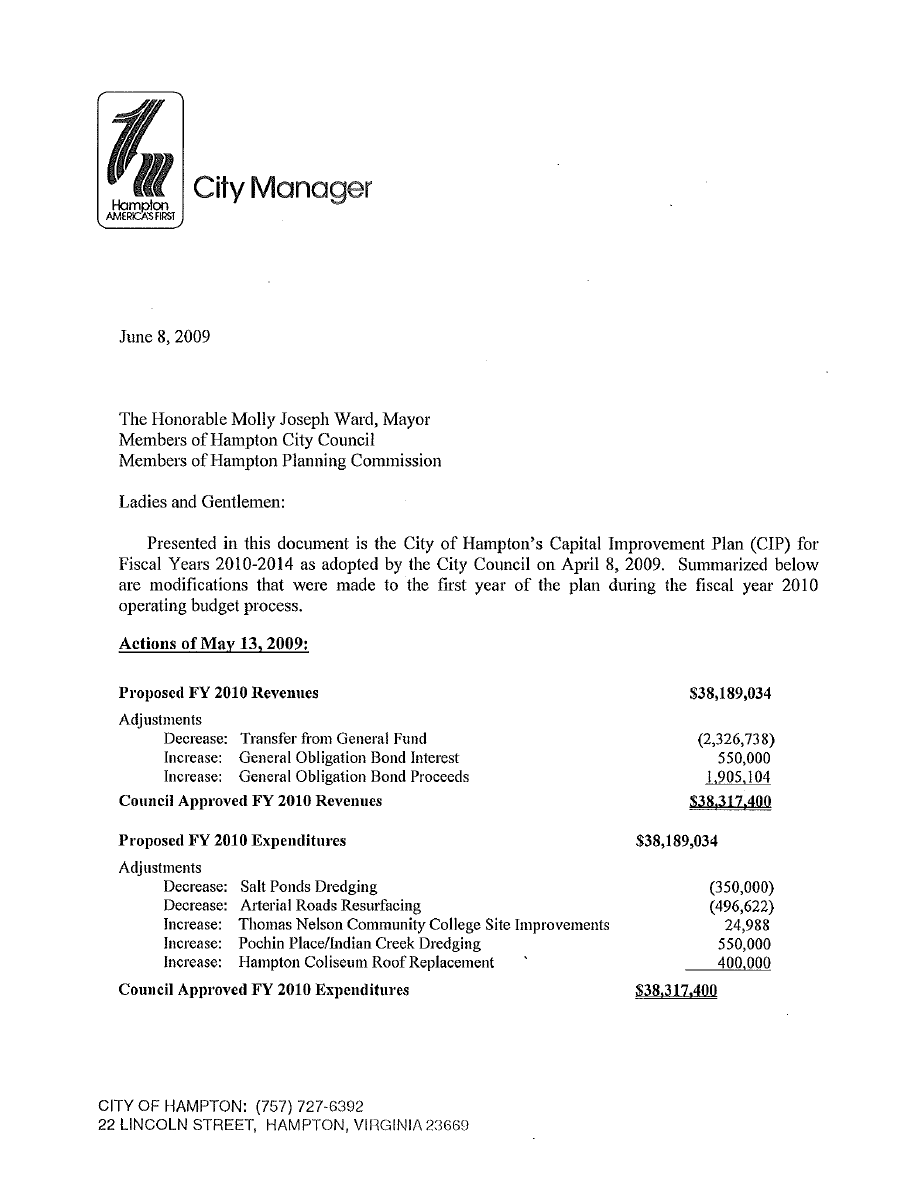 Hampton
AMERICA'S FIRST
City Manager
June 8, 2009
The Honorable Molly Joseph Ward, Mayor
Members of Hampton City Council
Members of Hampton Planning Commission
Ladies and Gentlemen:
Presented in this document is the City of Hampton's Capital Improvement Plan (CIP) for
Fiscal Years 2010-2014 as adopted by the City Council on April 8, 2009. Summarized below
are modifications that were made to the first year of the plan during the fiscal year 2010
operating budget process.
Actions of May 13, 2009:
Proposed FY 2010 Revenues $38,189,034
Adjustments
Decrease: Transfer from General Fund (2,326,738)
Increase: General Obligation Bond Interest 550,000
Increase: General Obligation Bond Proceeds 1,905,104
Council Approved FY 2010 Revenues $38,317,400
Proposed FY 2010 Expenditures $38,189,034
Adjustments
Decrease: Salt Ponds Dredging (350,000)
Decrease: Arterial Roads Resurfacing (496,622)
Increase: Thomas Nelson Community College Site Improvements 24,988
Increase: Pochin Place/Indian Creek Dredging 550,000
Increase: Hampton Coliseum Roof Replacement 400,000
Council Approved FY 2010 Expenditures $38,317,400
CITY OF HAMPTON: (757) 727-6392
22 LINCOLN STREET, HAMPTON, VIRGINIA 23669